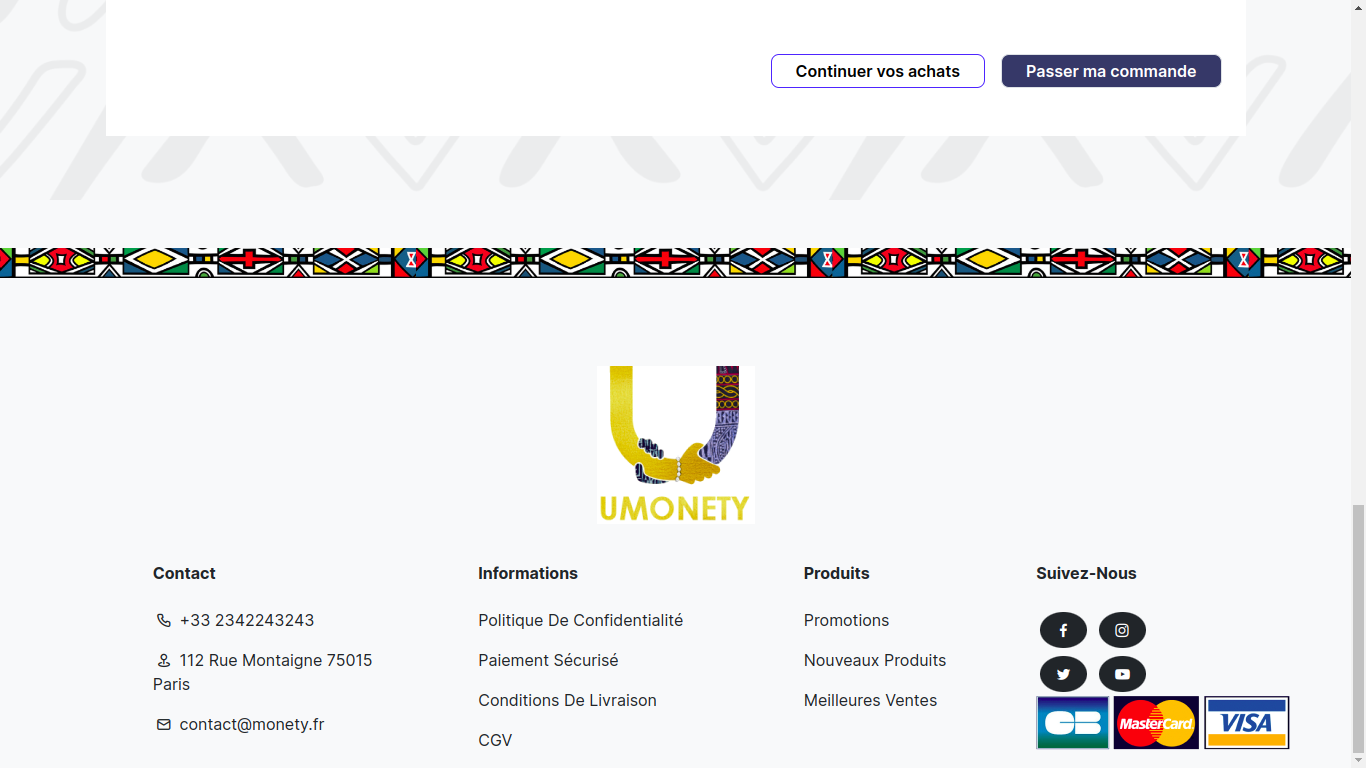 Continuer vos achats
Passer ma commande
UMONETY
Contact
+33 2342243243
112 Rue Montaigne 75015
Paris
contact@monety.fr
Informations
Politique De Confidentialité
Paiement Sécurisé
Conditions De Livraison
CGV
Produits
Promotions
Nouveaux Produits
Meilleures Ventes
Suivez-Nous
CB
MasterCard
VISA